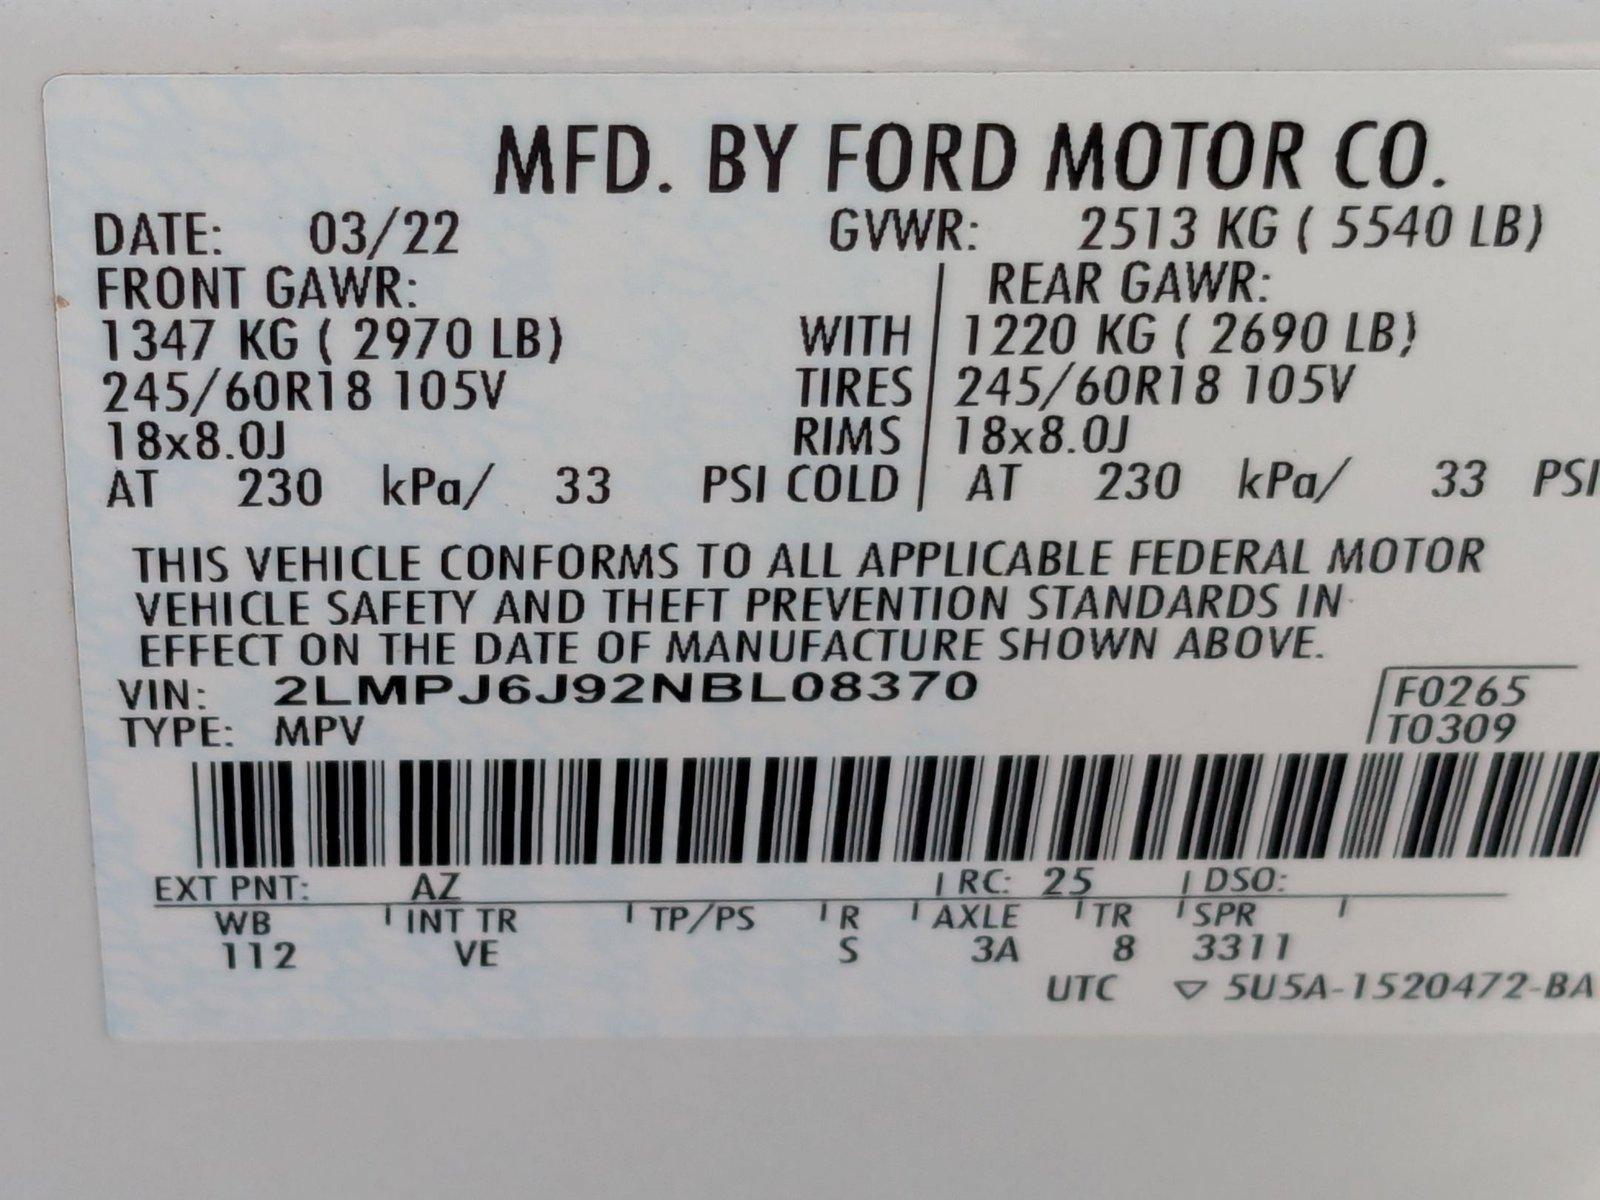 MFD. BY FORD MOTOR CO.
DATE: 03/22 GVWR: 2513 KG ( 5540 LB)
FRONT GAWR: REAR GAWR:
1347 KG ( 2970 LB) WITH 1220 KG ( 2690 LB)
245/60R18 105V TIRES 245/60R18 105V
18x8.0J RIMS 18x8.0J
AT 230 kPa/ 33 PSI COLD AT 230 kPa/ 33 PSI
THIS VEHICLE CONFORMS TO ALL APPLICABLE FEDERAL MOTOR
VEHICLE SAFETY AND THEFT PREVENTION STANDARDS IN
EFFECT ON THE DATE OF MANUFACTURE SHOWN ABOVE.
VIN: 2LMPJ6J92NBL08370 F0265
TYPE: MPV T0309
EXT PNT: AZ RC: 25 DSO:
WB INT TR TP/PS R AXLE TR SPR
112 VE S 3A 8 3311
UTC ▽ 5U5A-1520472-BA